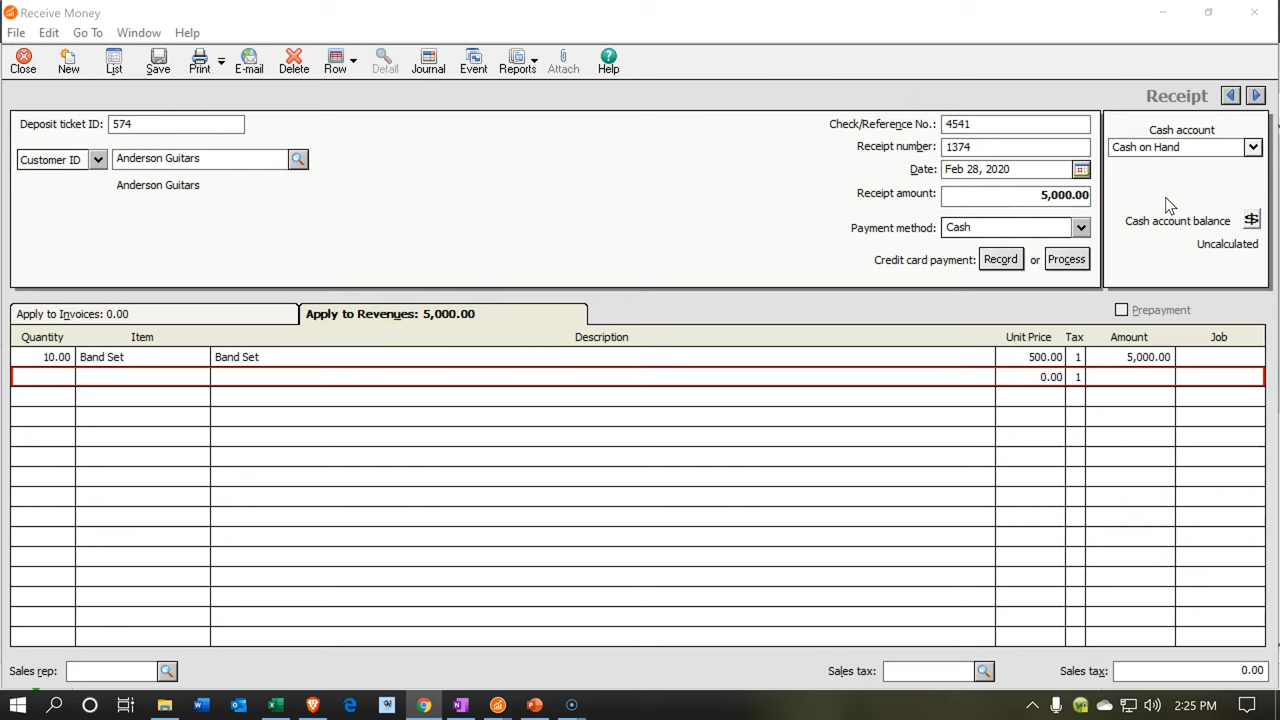 Receive Money
File Edit Go To Window Help
Close New List Save Print E-mail Delete Row Detail Journal Event Reports Attach Help
Receipt
Deposit ticket ID: 574
Customer ID Anderson Guitars
Anderson Guitars
Check/Reference No.: 4541
Receipt number: 1374
Date: Feb 28, 2020
Receipt amount: 5,000.00
Payment method: Cash
Credit card payment: Record or Process
Cash account
Cash on Hand
Cash account balance
Uncalculated
Apply to Invoices: 0.00 Apply to Revenues: 5,000.00 Prepayment
Quantity Item Description Unit Price Tax Amount Job
10.00 Band Set Band Set 500.00 1 5,000.00
0.00 1
Sales rep: Sales tax: Sales tax: 0.00
2:25 PM